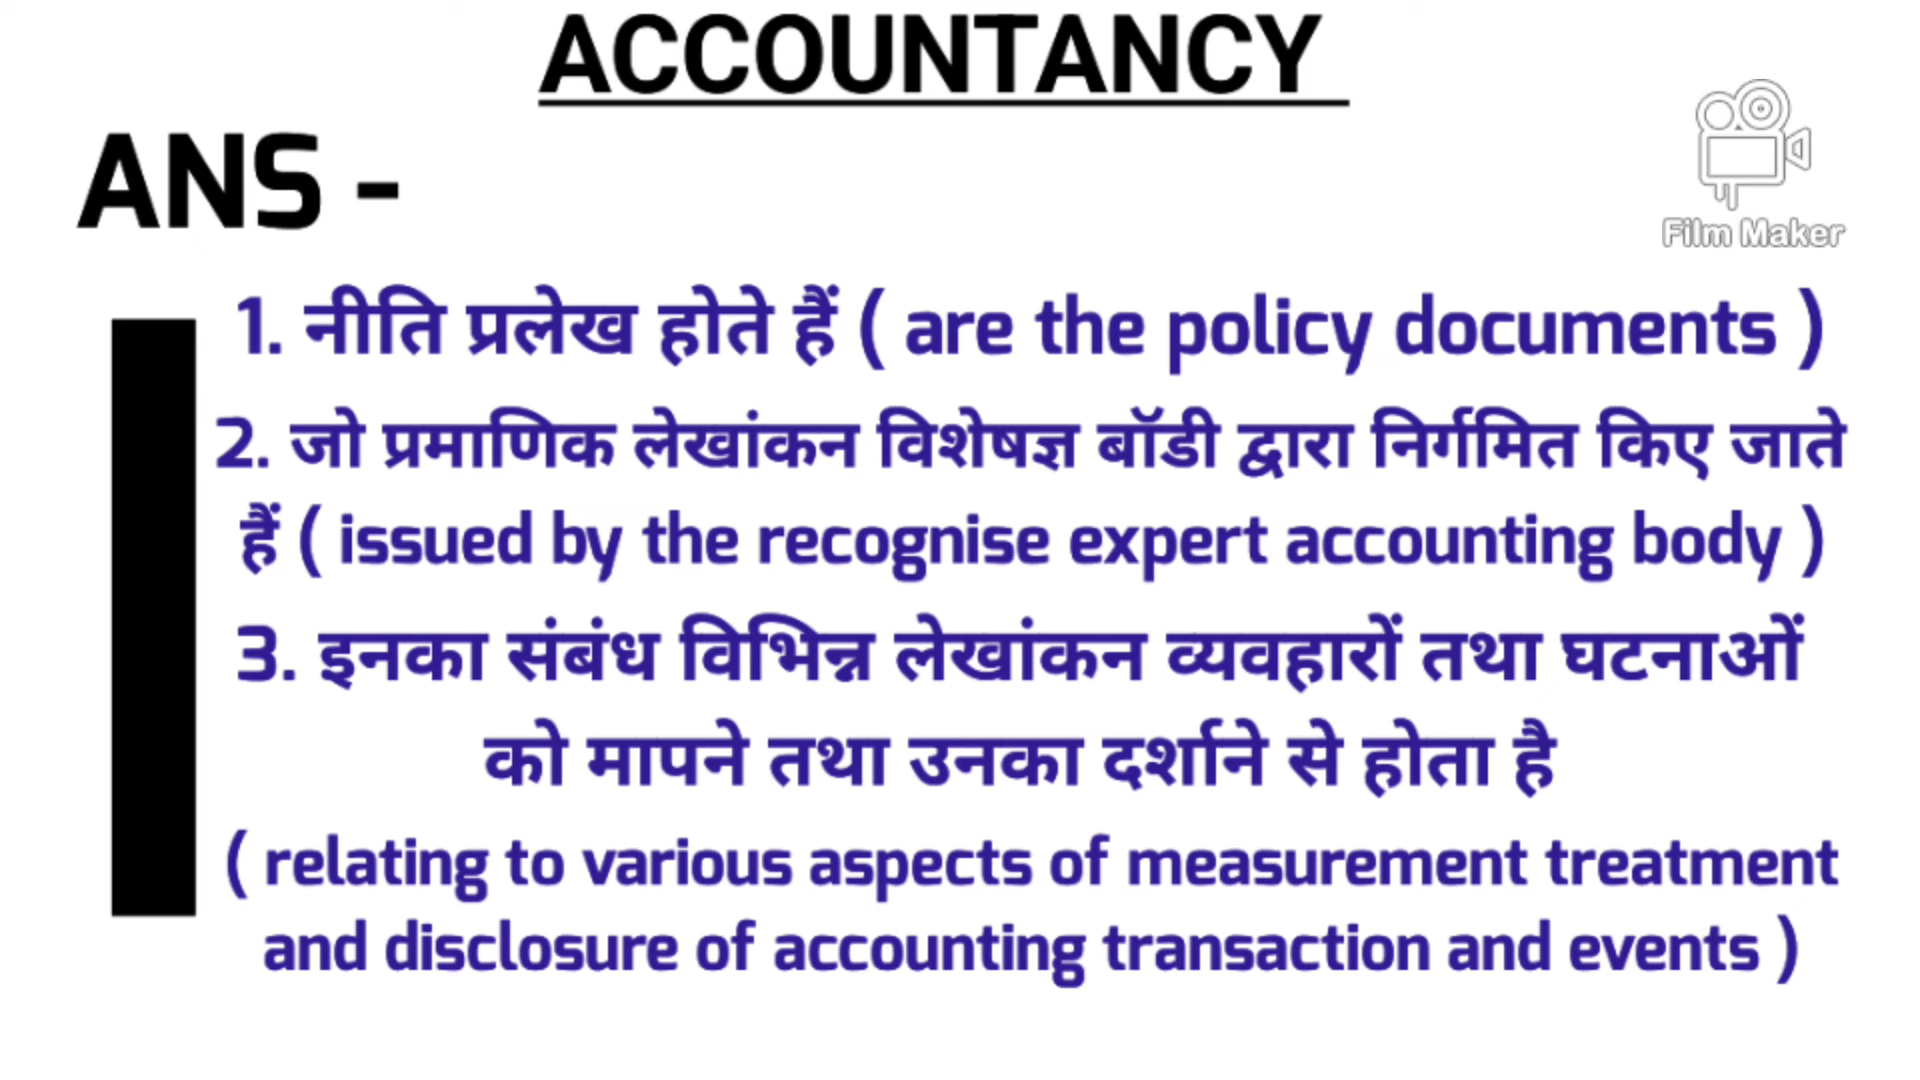 ACCOUNTANCY
ANS -
Film Maker
1. नीति प्रलेख होते हैं ( are the policy documents )
2. जो प्रमाणिक लेखांकन विशेषज्ञ बॉडी द्वारा निर्गमित किए जाते
हैं ( issued by the recognise expert accounting body )
3. इनका संबंध विभिन्न लेखांकन व्यवहारों तथा घटनाओं
को मापने तथा उनका दर्शाने से होता है
( relating to various aspects of measurement treatment
and disclosure of accounting transaction and events )